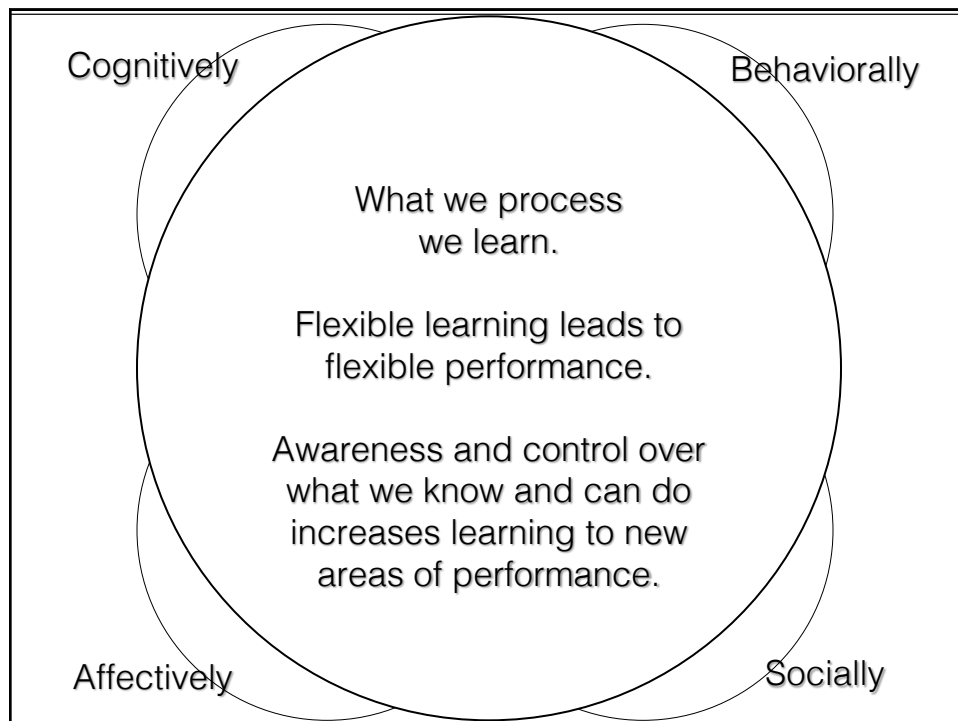 Cognitively
Behaviorally
What we process
we learn.
Flexible learning leads to
flexible performance.
Awareness and control over
what we know and can do
increases learning to new
areas of performance.
Affectively
Socially